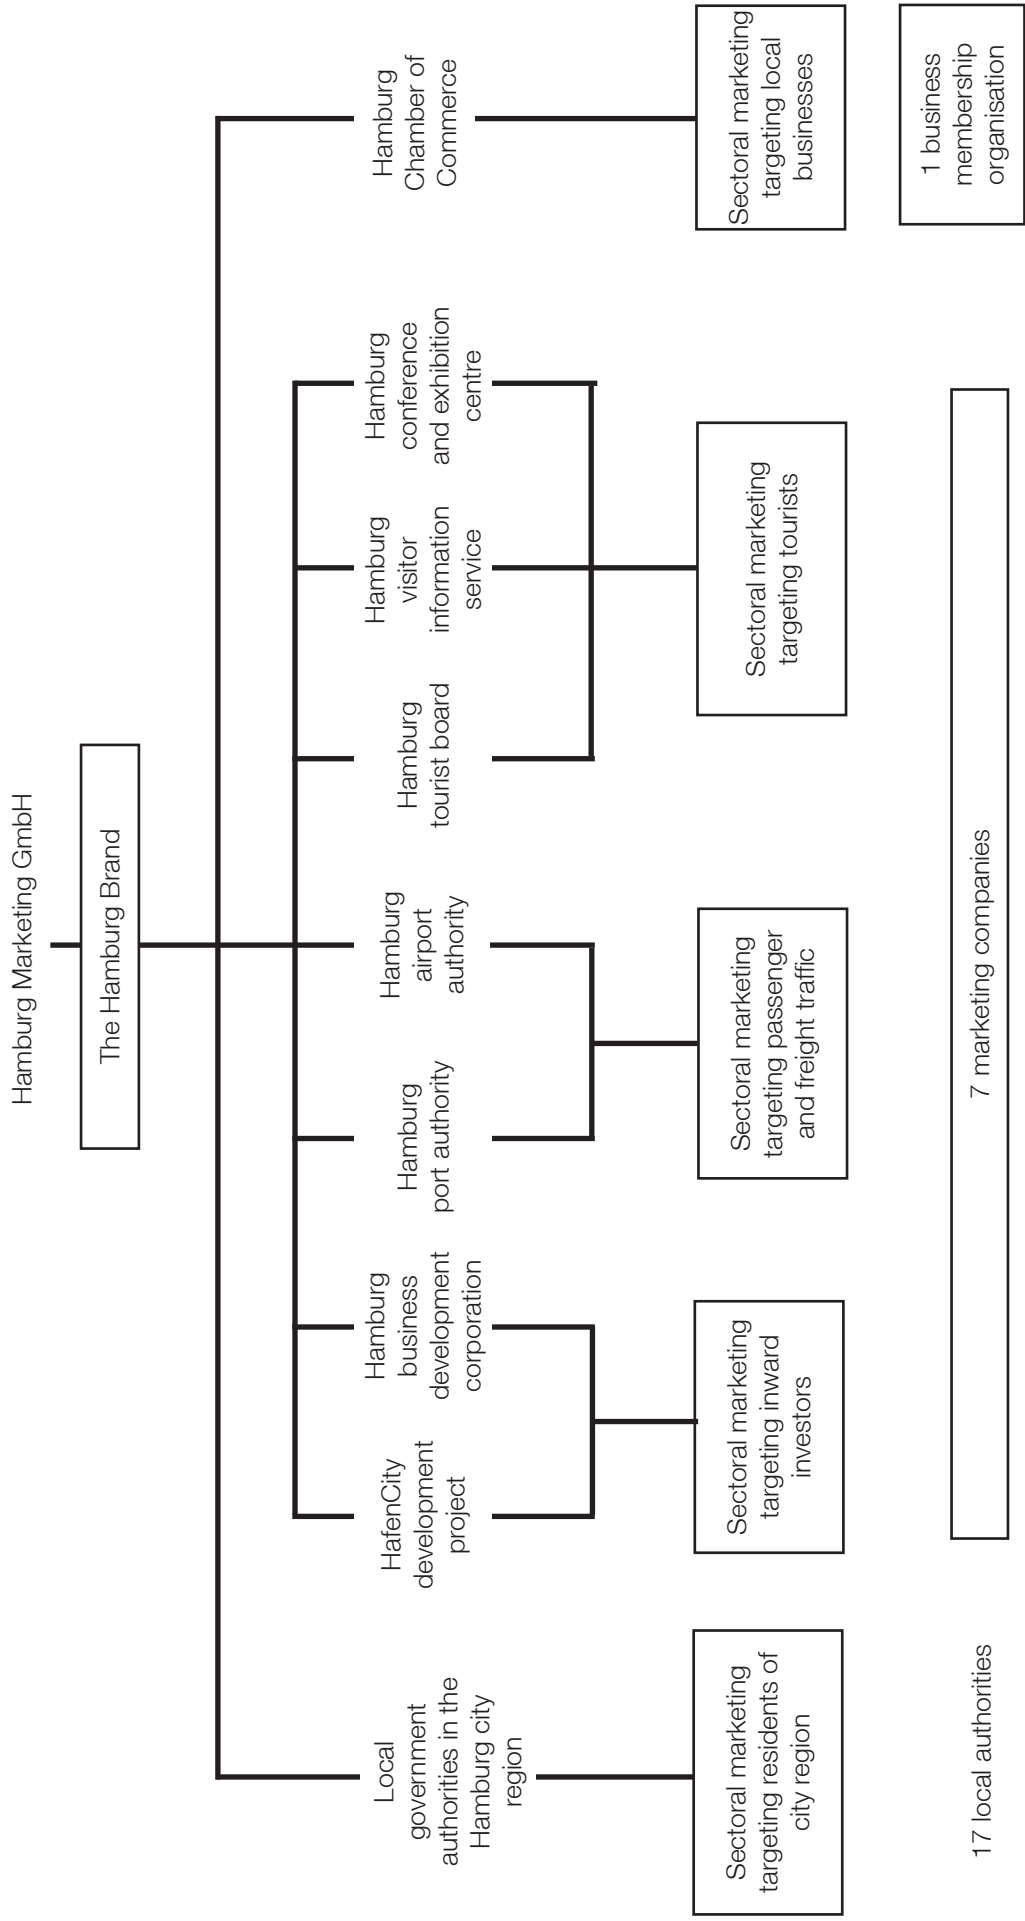 Hamburg Marketing GmbH
The Hamburg Brand
Local
government
authorities in the
Hamburg city
region
HafenCity
development
project
Hamburg
business
development
corporation
Hamburg
port authority
Hamburg
airport
authority
Hamburg
tourist board
Hamburg
visitor
information
service
Hamburg
conference
and exhibition
centre
Hamburg
Chamber of
Commerce
Sectoral marketing
targeting residents of
city region
Sectoral marketing
targeting inward
investors
Sectoral marketing
targeting passenger
and freight traffic
Sectoral marketing
targeting tourists
Sectoral marketing
targeting local
businesses
17 local authorities
7 marketing companies
1 business
membership
organisation